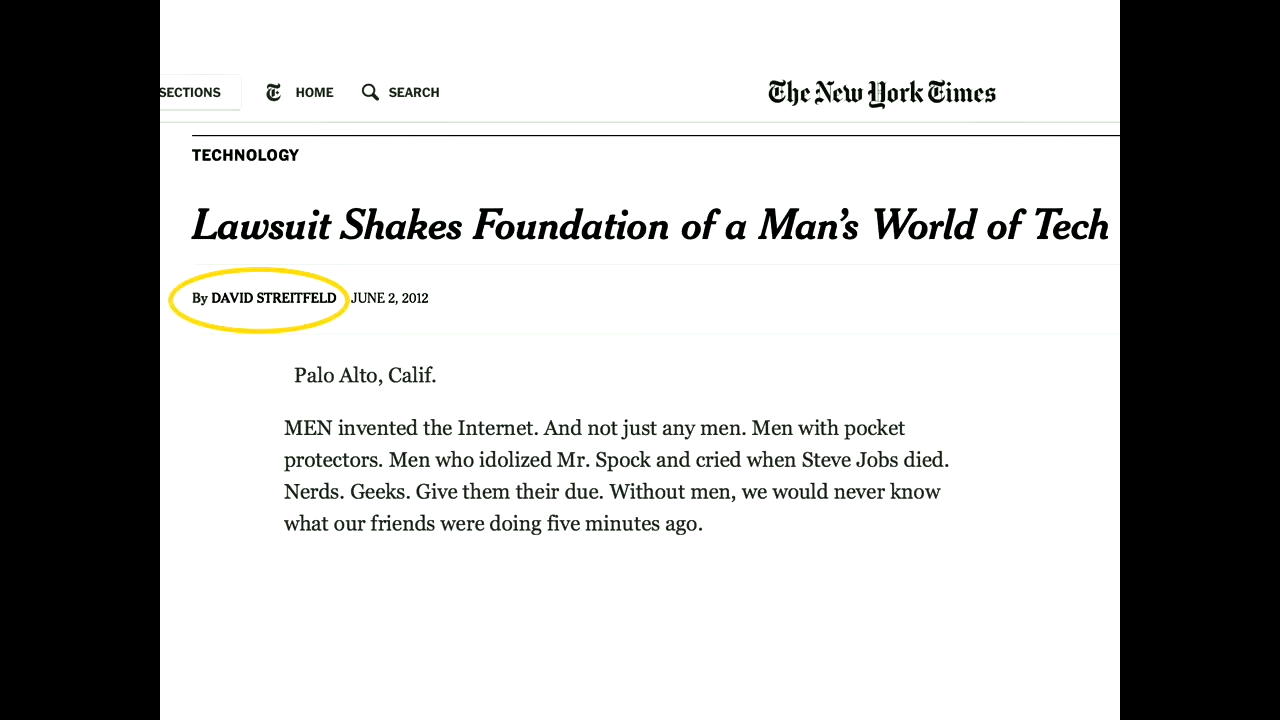 SECTIONS HOME SEARCH The New York Times
TECHNOLOGY
Lawsuit Shakes Foundation of a Man’s World of Tech
By DAVID STREITFELD JUNE 2, 2012
Palo Alto, Calif.
MEN invented the Internet. And not just any men. Men with pocket
protectors. Men who idolized Mr. Spock and cried when Steve Jobs died.
Nerds. Geeks. Give them their due. Without men, we would never know
what our friends were doing five minutes ago.